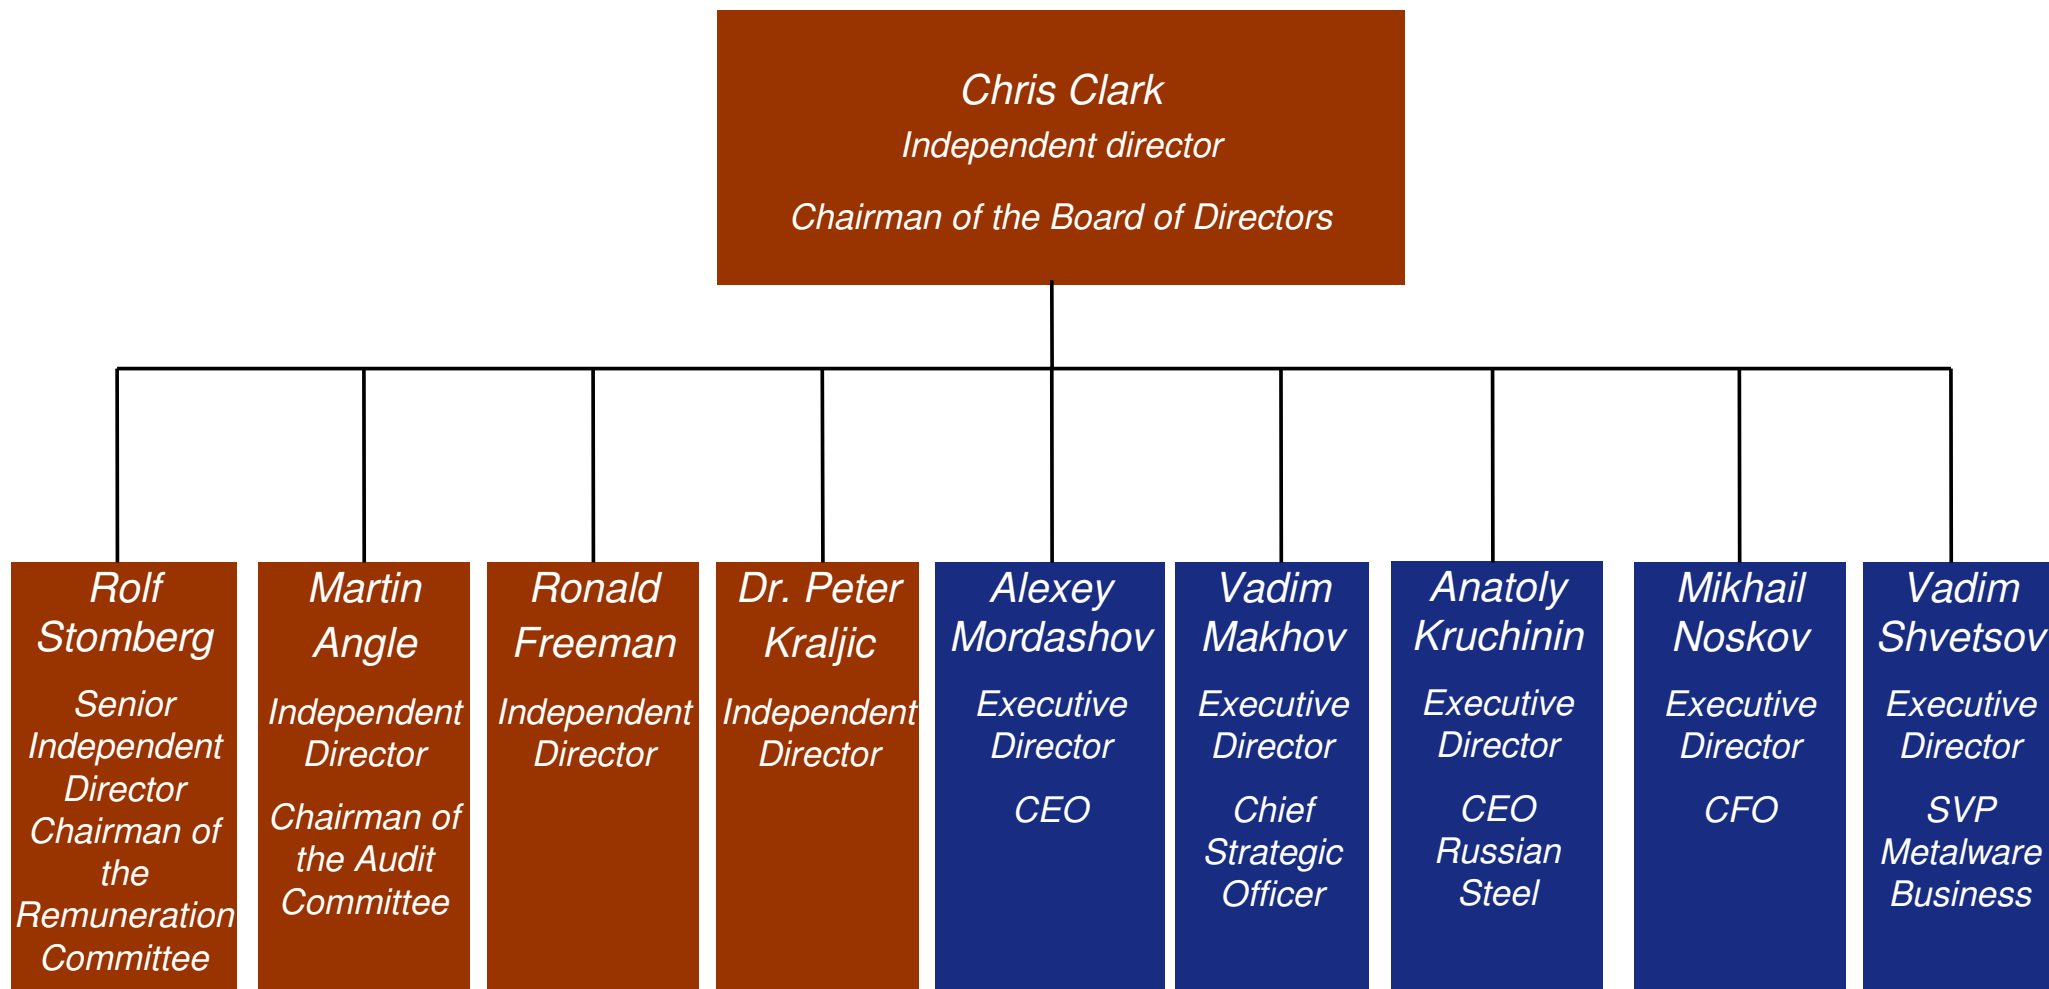 Chris Clark
Independent director
Chairman of the Board of Directors
Rolf
Stomberg
Senior
Independent
Director
Chairman of
the
Remuneration
Committee
Martin
Angle
Independent
Director
Chairman of
the Audit
Committee
Ronald
Freeman
Independent
Director
Dr. Peter
Kraljic
Independent
Director
Alexey
Mordashov
Executive
Director
CEO
Vadim
Makhov
Executive
Director
Chief
Strategic
Officer
Anatoly
Kruchinin
Executive
Director
CEO
Russian
Steel
Mikhail
Noskov
Executive
Director
CFO
Vadim
Shvetsov
Executive
Director
SVP
Metalware
Business